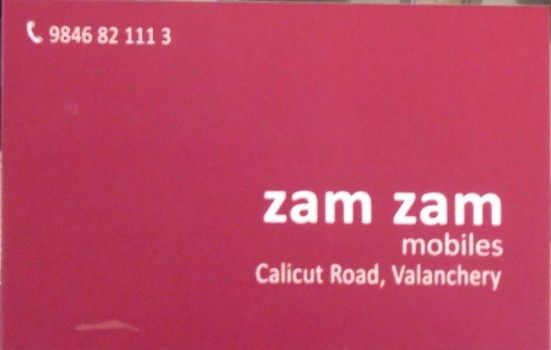 9846 82 111 3
zam zam
mobiles
Calicut Road, Valanchery